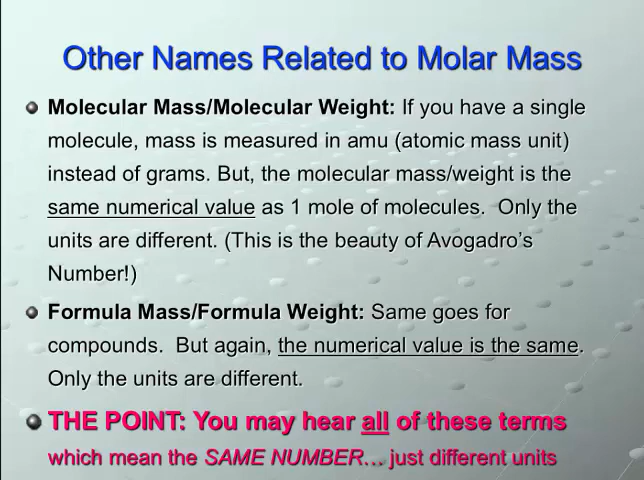 Other Names Related to Molar Mass
Molecular Mass/Molecular Weight: If you have a single
molecule, mass is measured in amu (atomic mass unit)
instead of grams. But, the molecular mass/weight is the
same numerical value as 1 mole of molecules. Only the
units are different. (This is the beauty of Avogadro's
Number!)
Formula Mass/Formula Weight: Same goes for
compounds. But again, the numerical value is the same.
Only the units are different.
THE POINT: You may hear all of these terms
which mean the SAME NUMBER… just different units